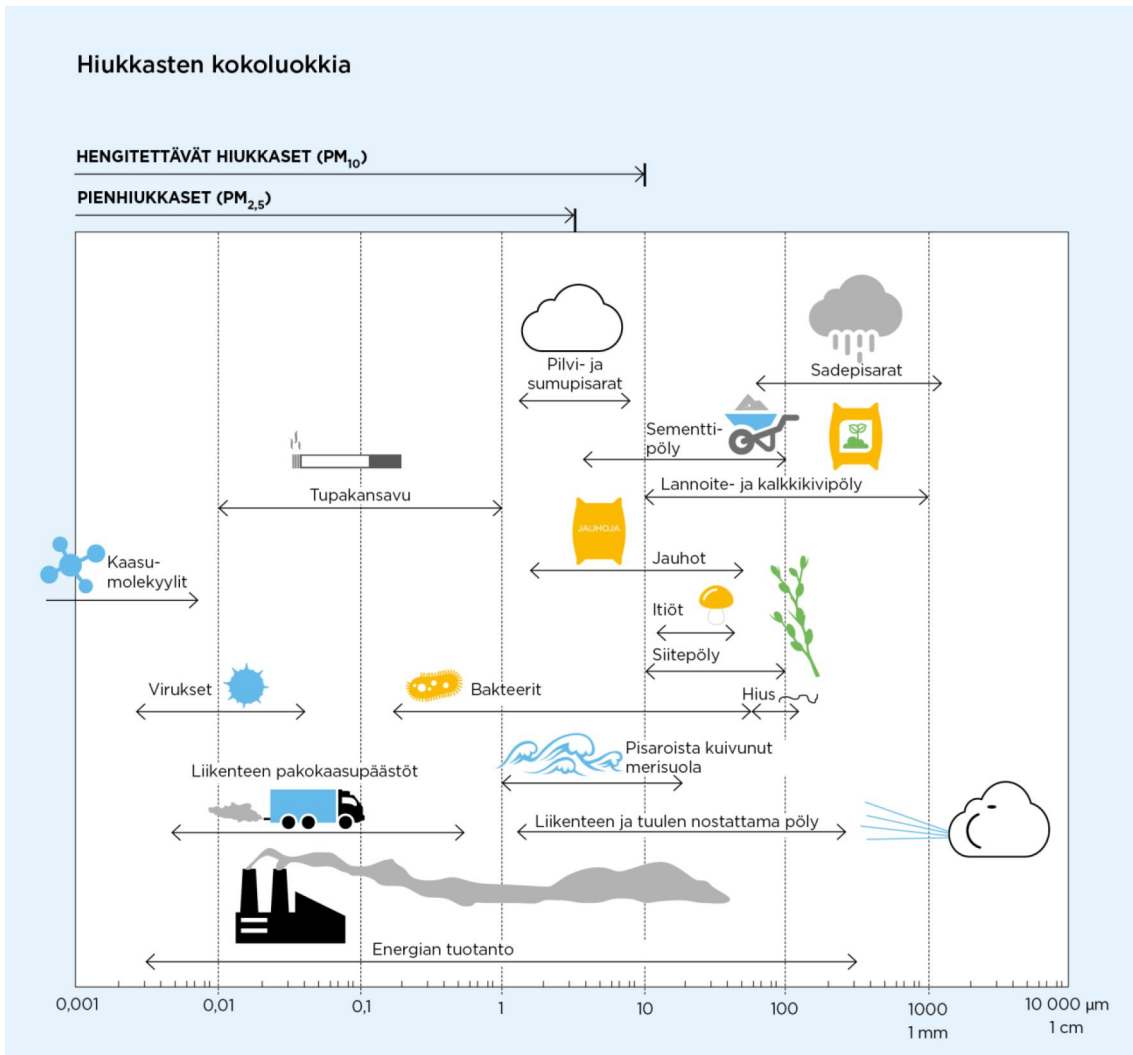 Hiukkasten kokoluokkia
HENGITETTÄVÄT HIUKKASET (PM10)
PIENHIUKKASET (PM2,5)
Pilvi- ja
sumupisarat
Sadepisarat
Sementti-
pöly
Lannoite- ja kalkkikivipöly
Tupakansavu
JAUHOJA
Jauhot
Kaasu-
molekyylit
Itiöt
Siitepöly
Virukset
Bakteerit
Hius
Pisaroista kuivunut
merisuola
Liikenteen pakokaasupäästöt
Liikenteen ja tuulen nostattama pöly
Energian tuotanto
0,001 0,01 0,1 1 10 100 1000 10 000 µm
1 mm 1 cm